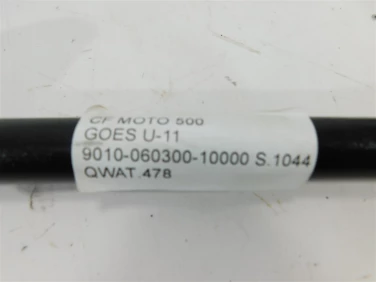 CF MOTO 500
GOES U-11
9010-060300-10000 S.1044
QWAT.478